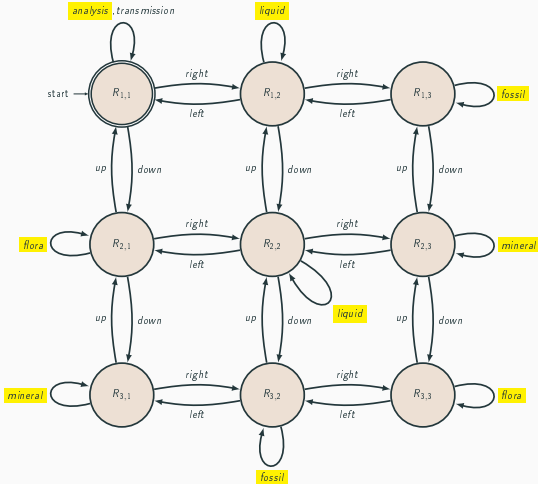 analysis, transmission
liquid
right
right
start
R1,1
R1,2
R1,3
fossil
left
left
up
down
up
down
up
down
right
right
flora
R2,1
R2,2
R2,3
mineral
left
left
liquid
up
down
up
down
up
down
right
right
mineral
R3,1
R3,2
R3,3
flora
left
left
fossil